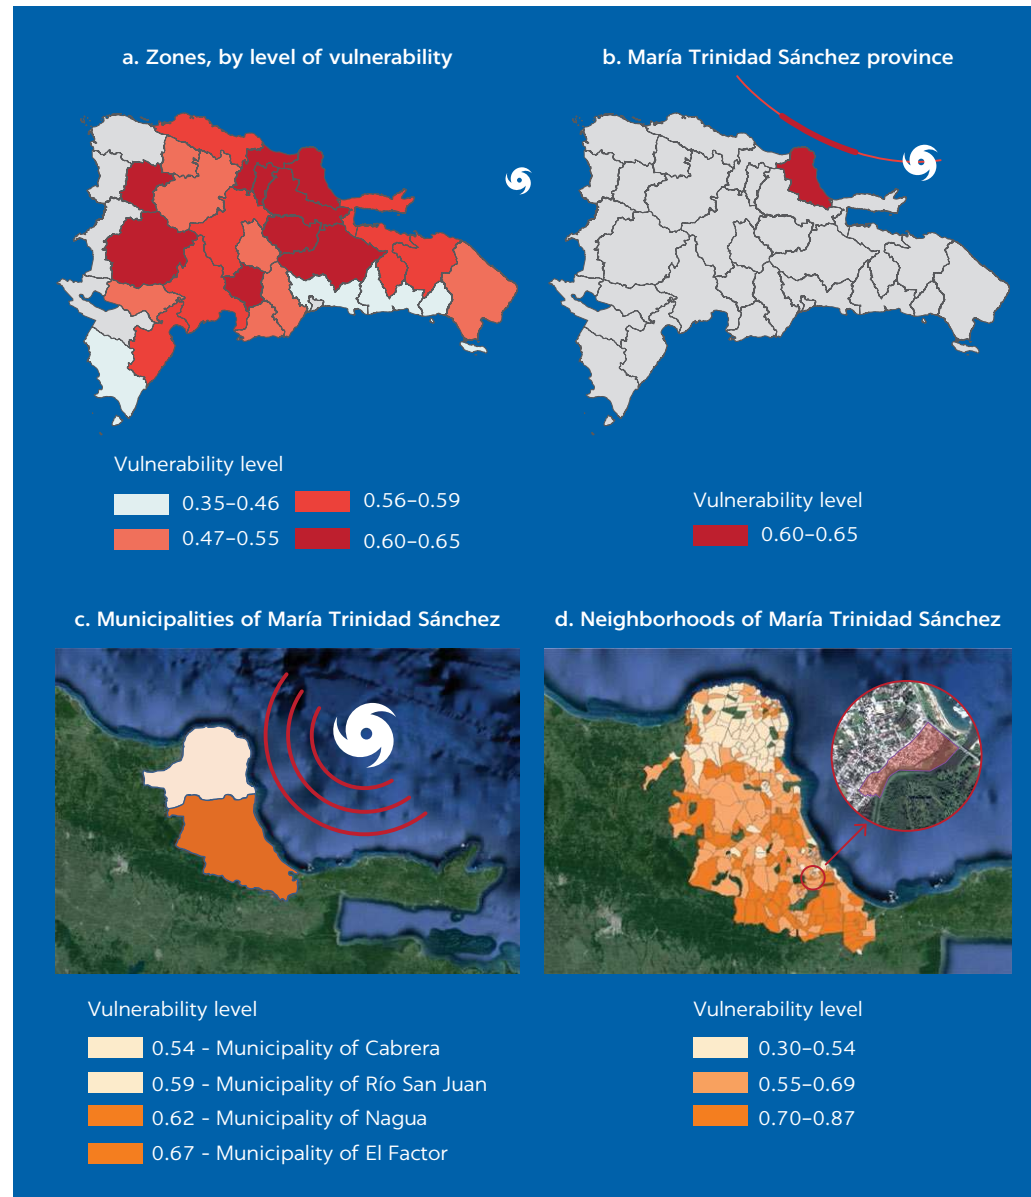 a. Zones, by level of vulnerability
Vulnerability level
0.35–0.46
0.56–0.59
0.47–0.55
0.60–0.65
b. María Trinidad Sánchez province
Vulnerability level
0.60–0.65
c. Municipalities of María Trinidad Sánchez
Vulnerability level
0.54 - Municipality of Cabrera
0.59 - Municipality of Río San Juan
0.62 - Municipality of Nagua
0.67 - Municipality of El Factor
d. Neighborhoods of María Trinidad Sánchez
Vulnerability level
0.30–0.54
0.55–0.69
0.70–0.87